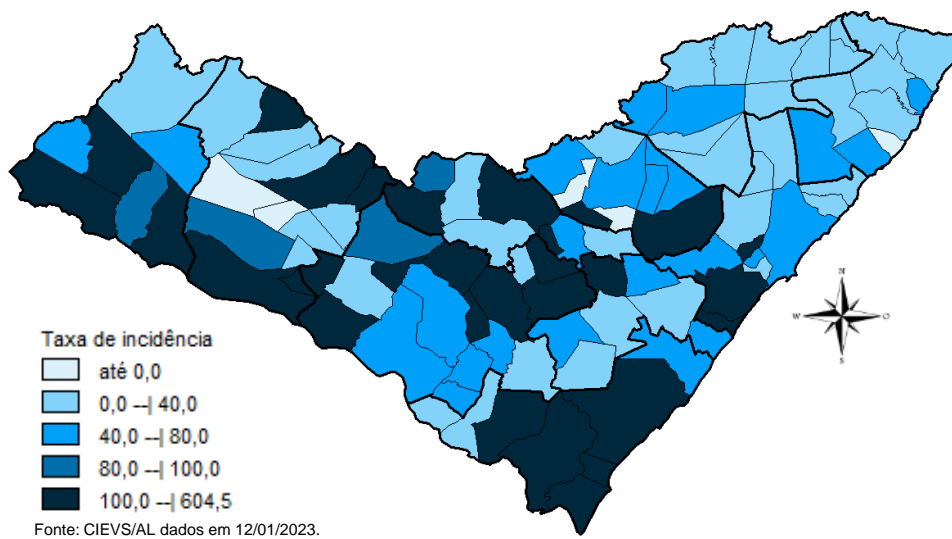 N
W
O
S
Taxa de incidência
até 0,0
0,0 --| 40,0
40,0 --| 80,0
80,0 --| 100,0
100,0 --| 604,5
Fonte: CIEVS/AL dados em 12/01/2023.